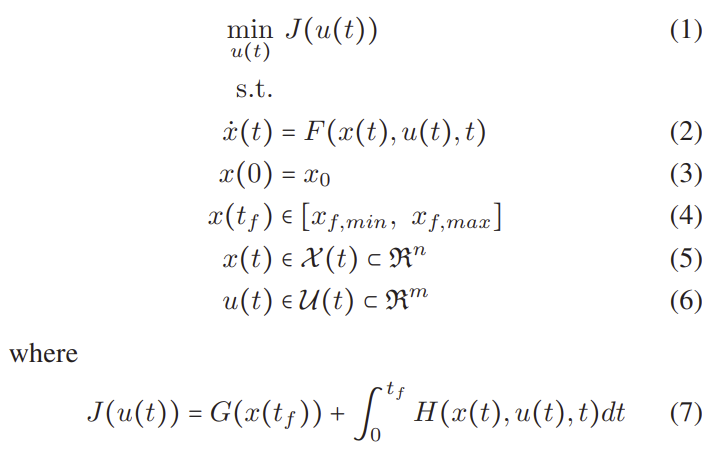 min J(u(t)) (1)
u(t)
s.t.
ẋ(t) = F(x(t), u(t), t) (2)
x(0) = x₀ (3)
x(t_f) ∈ [x_{f,min}, x_{f,max}] (4)
x(t) ∈ 𝒳(t) ⊂ ℜⁿ (5)
u(t) ∈ 𝒰(t) ⊂ ℜᵐ (6)
where
J(u(t)) = G(x(t_f)) + ∫₀^{t_f} H(x(t), u(t), t)dt (7)